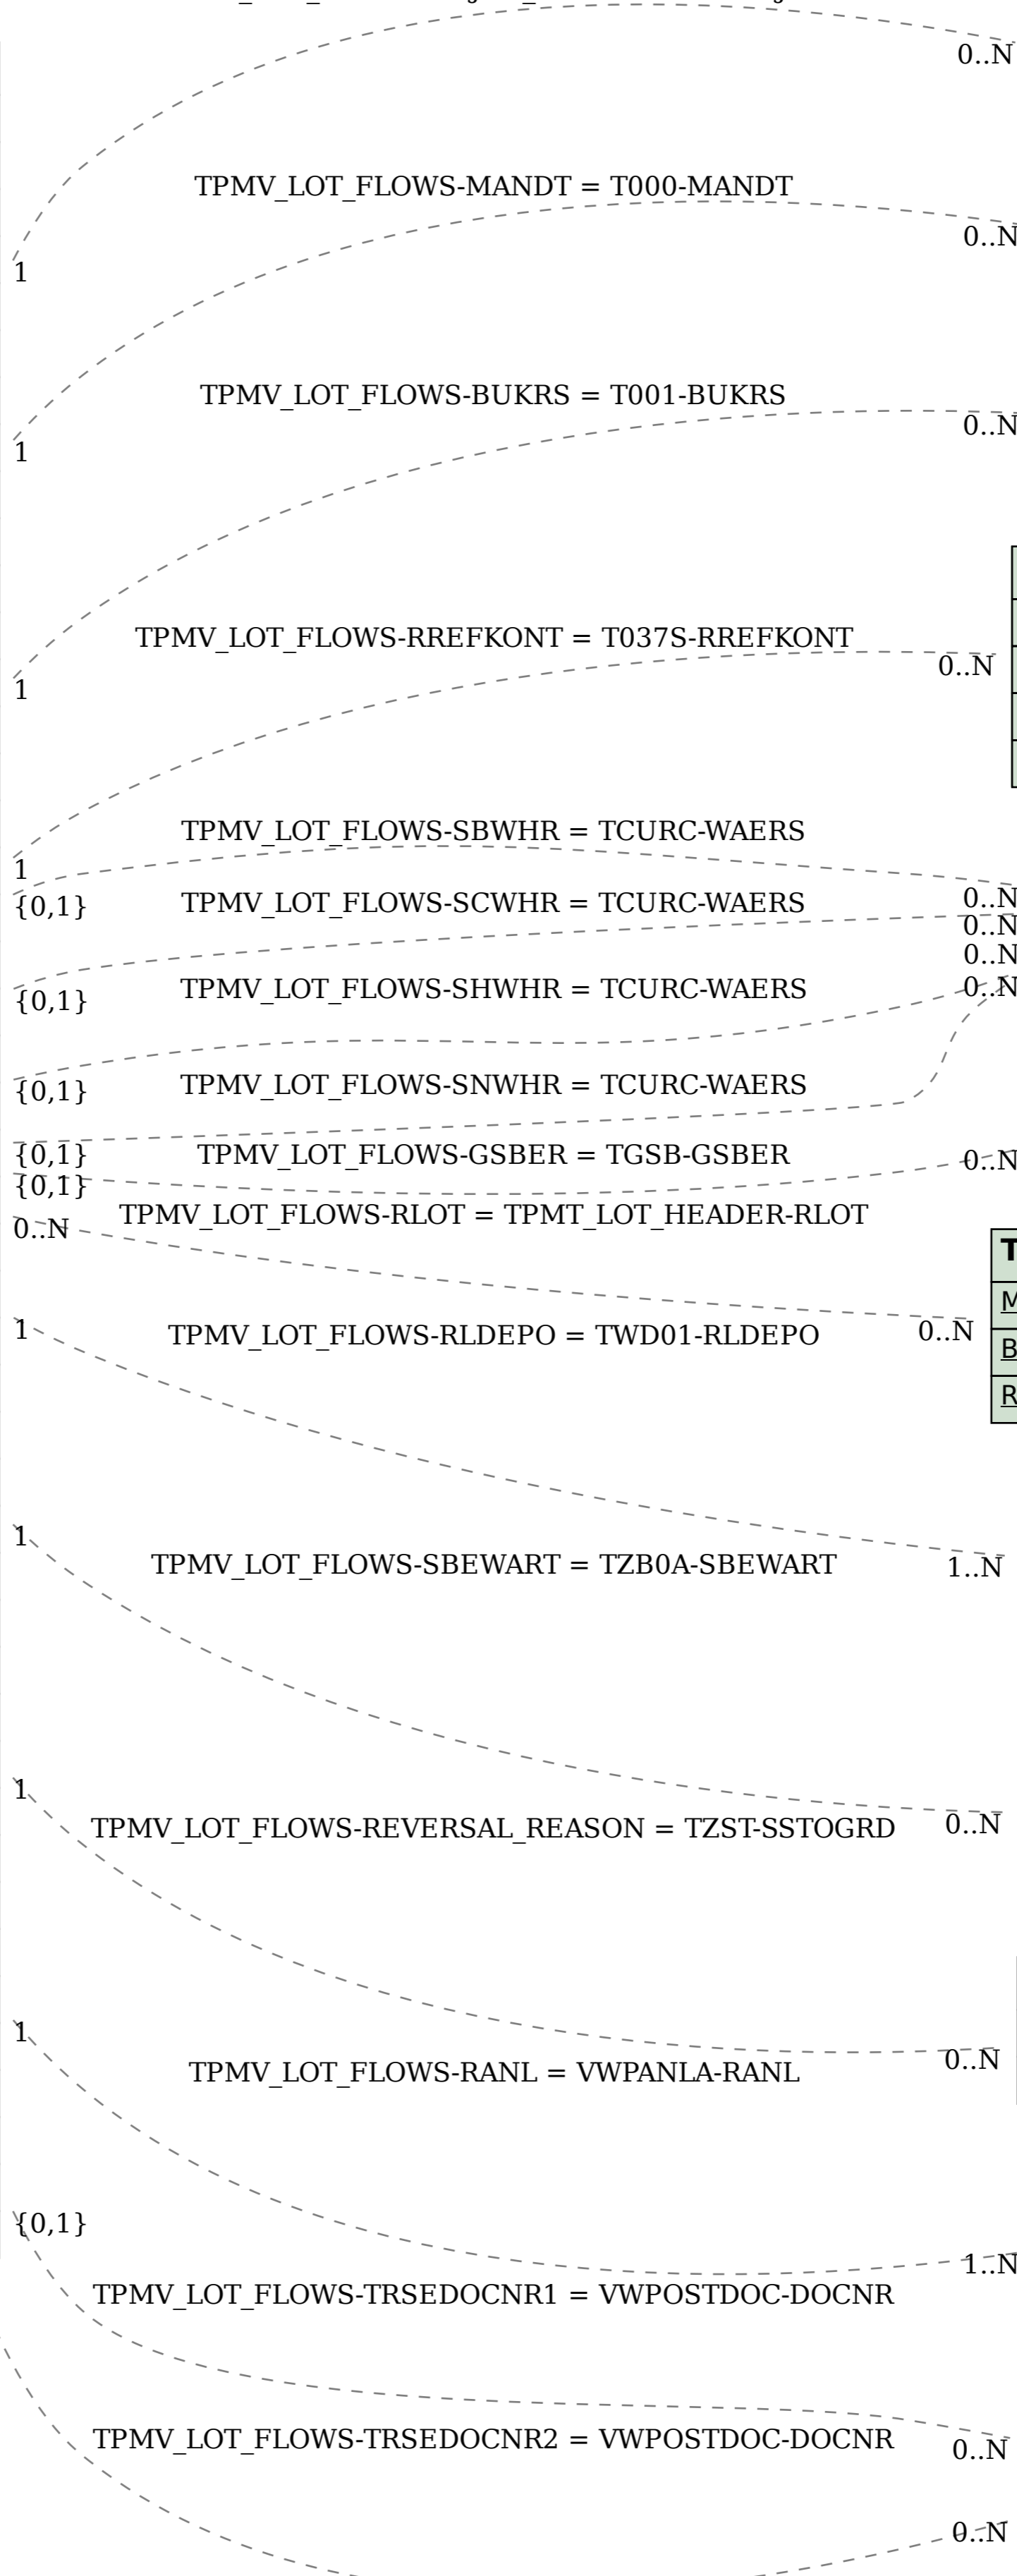 0..N
TPMV_LOT_FLOWS-MANDT = T000-MANDT
0..N
1
TPMV_LOT_FLOWS-BUKRS = T001-BUKRS
0..N
1
TPMV_LOT_FLOWS-RREFKONT = T037S-RREFKONT
0..N
1
TPMV_LOT_FLOWS-SBWHR = TCURC-WAERS
1
{0,1}
TPMV_LOT_FLOWS-SCWHR = TCURC-WAERS
0..N
0..N
0..N
TPMV_LOT_FLOWS-SHWHR = TCURC-WAERS
0..N
{0,1}
TPMV_LOT_FLOWS-SNWHR = TCURC-WAERS
{0,1}
{0,1}
TPMV_LOT_FLOWS-GSBER = TGSB-GSBER
0..N
{0,1}
TPMV_LOT_FLOWS-RLOT = TPMT_LOT_HEADER-RLOT
0..N
T
M
1
TPMV_LOT_FLOWS-RLDEPO = TWD01-RLDEPO
0..N
B
R
1
TPMV_LOT_FLOWS-SBEWART = TZB0A-SBEWART
1..N
1
TPMV_LOT_FLOWS-REVERSAL_REASON = TZST-SSTOGRD
0..N
1
TPMV_LOT_FLOWS-RANL = VWPANLA-RANL
0..N
{0,1}
1..N
TPMV_LOT_FLOWS-TRSEDOCNR1 = VWPOSTDOC-DOCNR
TPMV_LOT_FLOWS-TRSEDOCNR2 = VWPOSTDOC-DOCNR
0..N
0..N